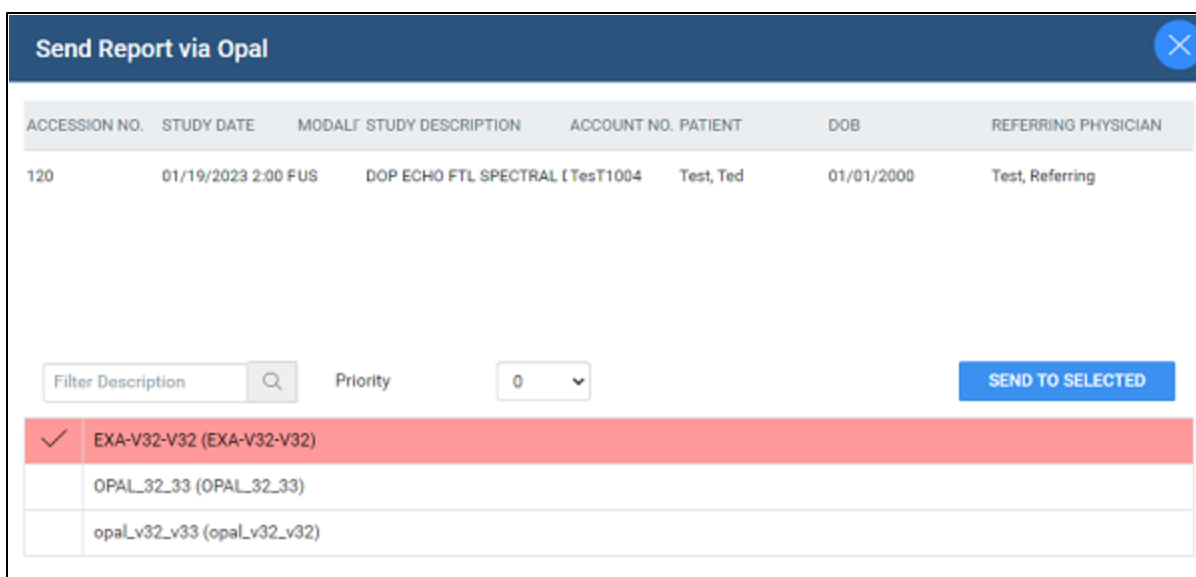 Send Report via Opal
ACCESSION NO. STUDY DATE MODALI STUDY DESCRIPTION ACCOUNT NO. PATIENT DOB REFERRING PHYSICIAN
120 01/19/2023 2:00 P US DOP ECHO FTL SPECTRAL TesT1004 Test, Ted 01/01/2000 Test, Referring
Filter Description Priority 0 SEND TO SELECTED
EXA-V32-V32 (EXA-V32-V32)
OPAL_32_33 (OPAL_32_33)
opal_v32_v33 (opal_v32_v32)